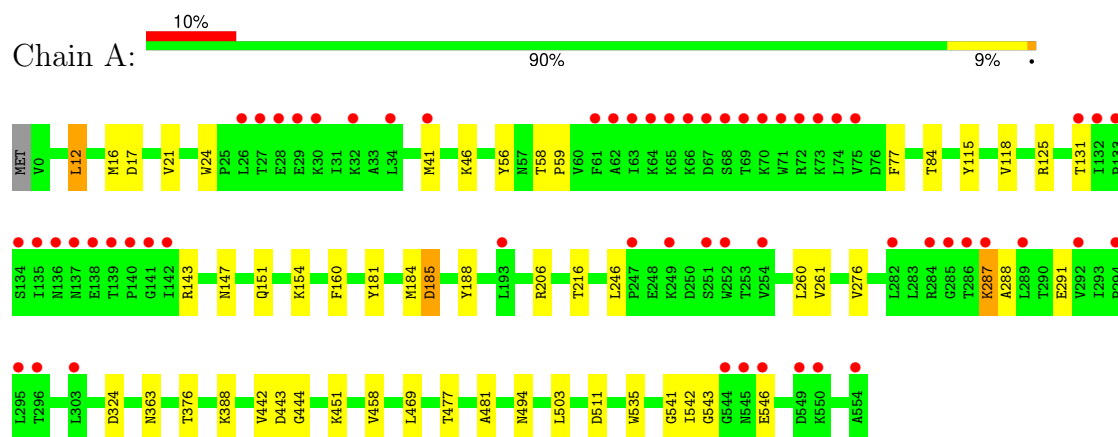 10%
Chain A:
90% 9% •
MET V0 L12 M16 D17 V21 W24 P25 L26 T27 E28 E29 K30 I31 K32 A33 L34 M41 K46 Y56 N57 T58 P59 V60 F61 A62 I63 K64 K65 K66 D67 S68 T69 K70 W71 R72 K73 L74 V75 D76 F77 T84 Y115 V118 R125 T131 I132 P133
S134 I135 N136 N137 E138 T139 P140 G141 I142 R143 N147 Q151 K154 F160 Y181 M184 D185 Y188 L193 R206 T216 L246 P247 E248 K249 D250 S251 W252 T253 V254 L260 V261 V276 L282 L283 R284 G285 T286 K287 A288 L289 T290 E291 V292 I293 P294
L295 T296 L303 D324 N363 T376 K388 V442 D443 G444 K451 V458 L469 T477 A481 N494 L503 D511 W535 G541 I542 G543 G544 N545 E546 D549 K550 A554